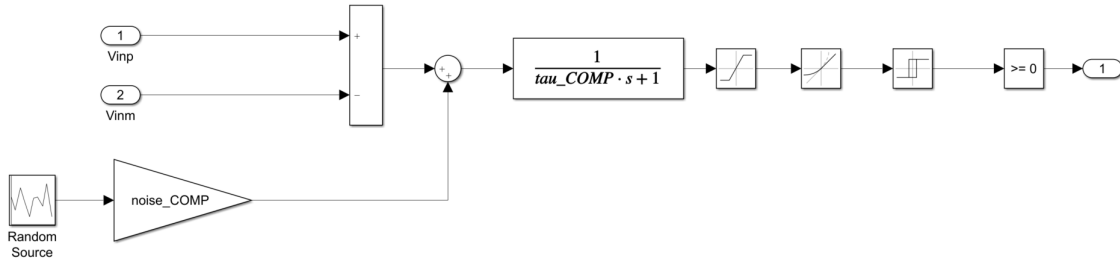 1
Vinp
+
2
Vinm
−
+
+
1
tau_COMP · s + 1
>= 0
1
noise_COMP
Random
Source